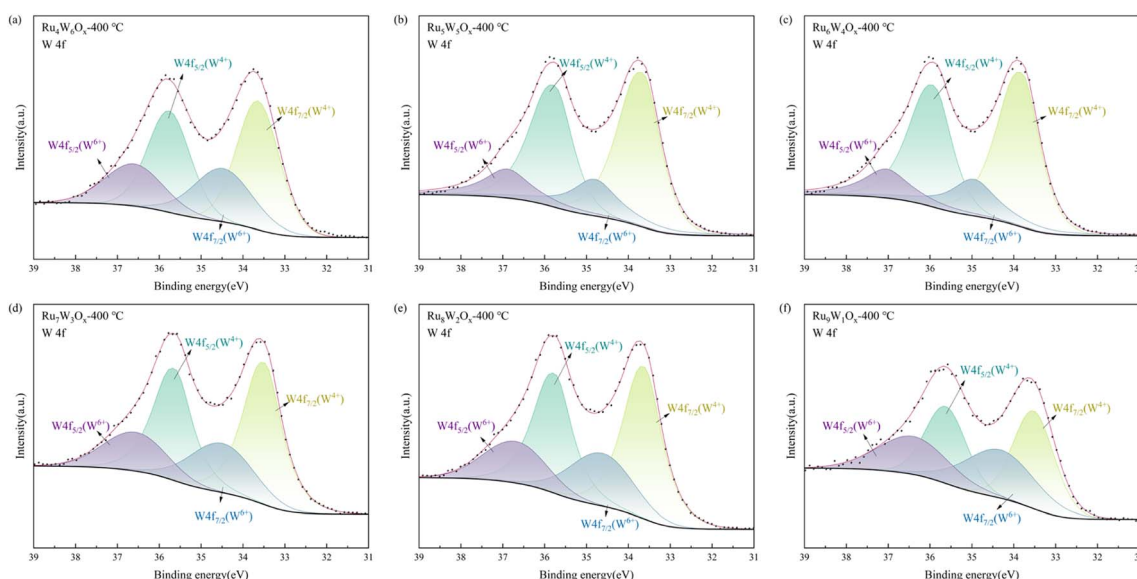 (a)
Ru₄W₆Oₓ-400 °C
W 4f
W4f₅/₂(W⁴⁺)
W4f₇/₂(W⁴⁺)
W4f₅/₂(W⁶⁺)
W4f₇/₂(W⁶⁺)
Intensity(a.u.)
39 37 36 35 34 33 32 31
Binding energy(eV)
(b)
Ru₅W₅Oₓ-400 °C
W 4f
W4f₅/₂(W⁴⁺)
W4f₇/₂(W⁴⁺)
W4f₅/₂(W⁶⁺)
W4f₇/₂(W⁶⁺)
Intensity(a.u.)
39 37 36 35 34 33 32 31
Binding energy(eV)
(c)
Ru₆W₄Oₓ-400 °C
W 4f
W4f₅/₂(W⁴⁺)
W4f₇/₂(W⁴⁺)
W4f₅/₂(W⁶⁺)
W4f₇/₂(W⁶⁺)
Intensity(a.u.)
39 37 36 35 34 33 32 31
Binding energy(eV)
(d)
Ru₇W₃Oₓ-400 °C
W 4f
W4f₅/₂(W⁴⁺)
W4f₇/₂(W⁴⁺)
W4f₅/₂(W⁶⁺)
W4f₇/₂(W⁶⁺)
Intensity(a.u.)
39 37 36 35 34 33 32 31
Binding energy(eV)
(e)
Ru₈W₂Oₓ-400 °C
W 4f
W4f₅/₂(W⁴⁺)
W4f₇/₂(W⁴⁺)
W4f₅/₂(W⁶⁺)
W4f₇/₂(W⁶⁺)
Intensity(a.u.)
39 37 36 35 34 33 32 31
Binding energy(eV)
(f)
Ru₉W₁Oₓ-400 °C
W 4f
W4f₅/₂(W⁴⁺)
W4f₇/₂(W⁴⁺)
W4f₅/₂(W⁶⁺)
W4f₇/₂(W⁶⁺)
Intensity(a.u.)
39 37 36 35 34 33 32 31
Binding energy(eV)